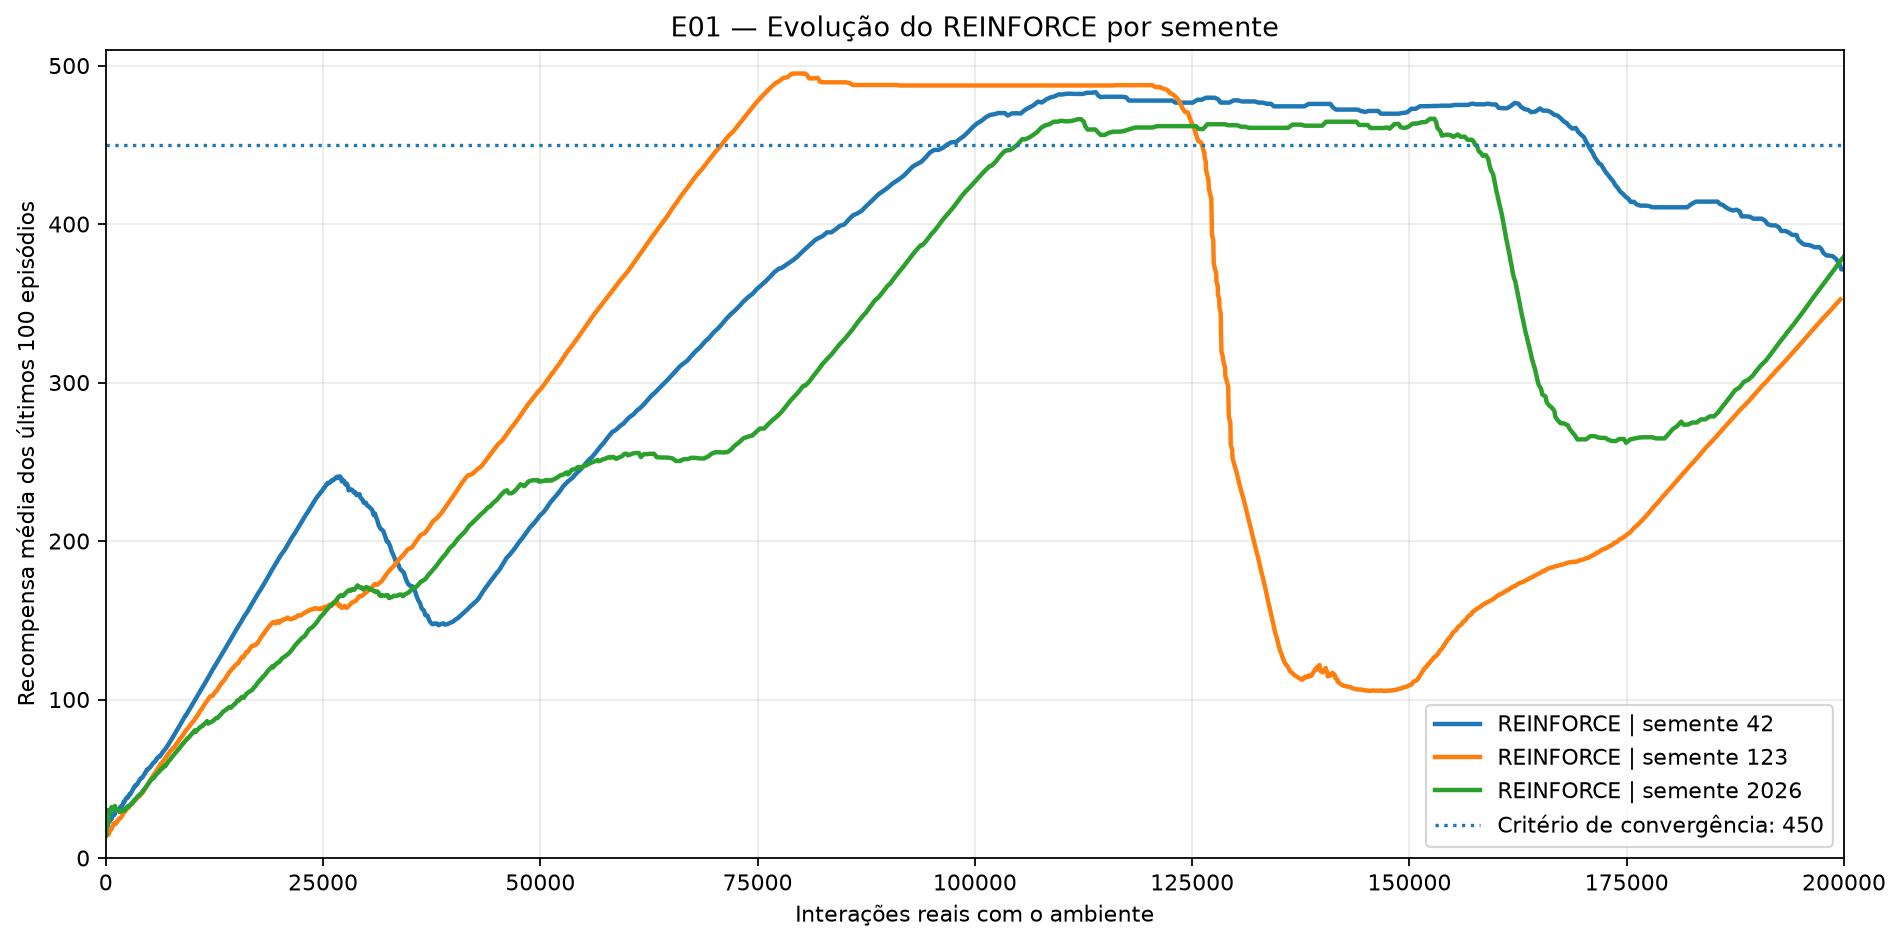 E01 — Evolução do REINFORCE por semente
Recompensa média dos últimos 100 episódios
500
400
300
200
100
0
0 25000 50000 75000 100000 125000 150000 175000 200000
Interações reais com o ambiente
REINFORCE | semente 42
REINFORCE | semente 123
REINFORCE | semente 2026
Critério de convergência: 450